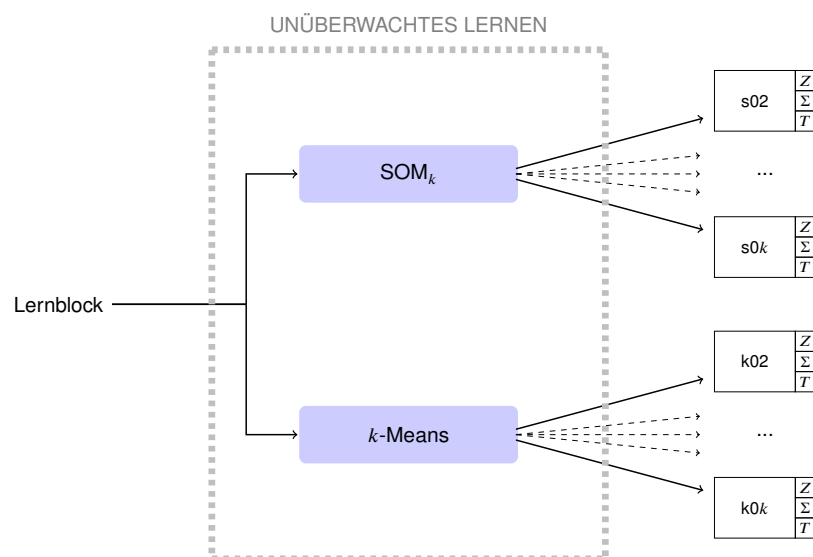 UNÜBERWACHTES LERNEN
s02
Z
Σ
T
SOMₖ
...
s0k
Z
Σ
T
Lernblock
k02
Z
Σ
T
k-Means
...
k0k
Z
Σ
T